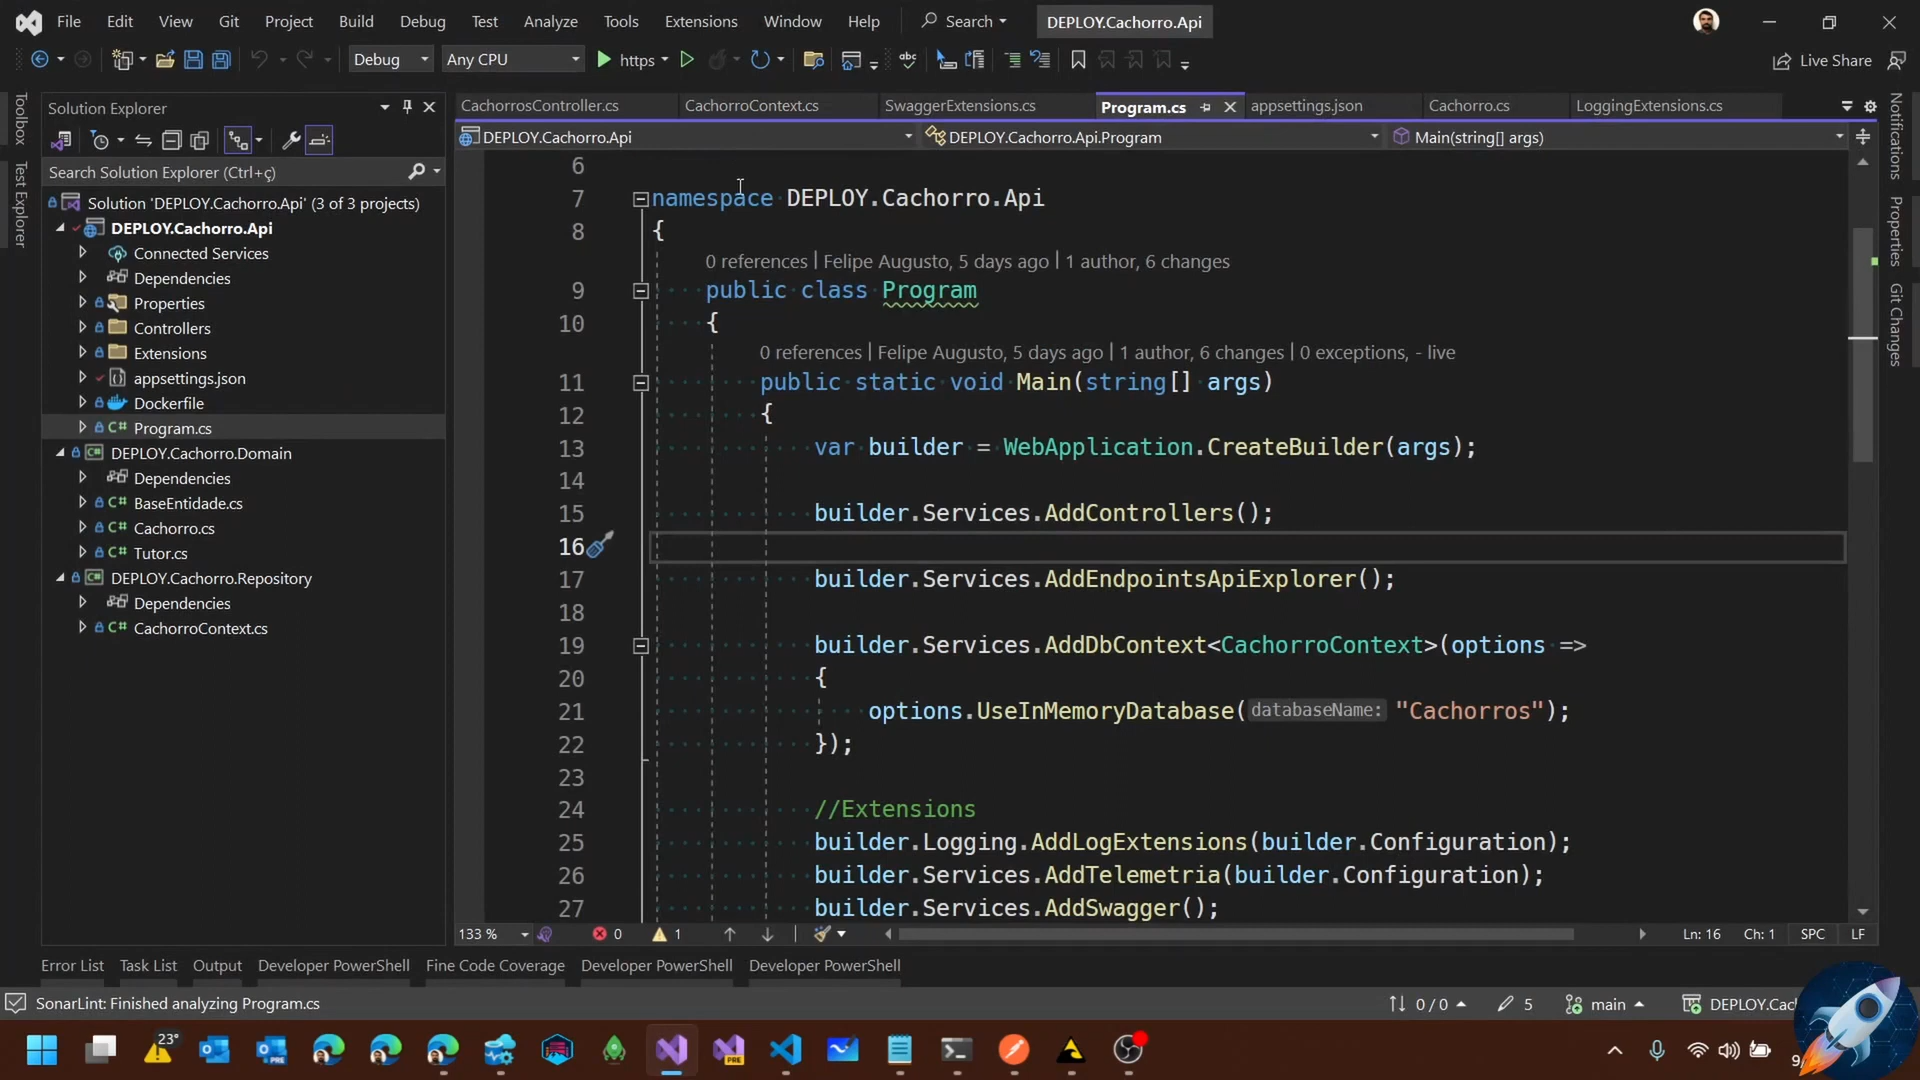 File Edit View Git Project Build Debug Test Analyze Tools Extensions Window Help Search DEPLOY.Cachorro.Api
Debug Any CPU https Live Share
Toolbox
Test Explorer
Solution Explorer
Search Solution Explorer (Ctrl+ç)
Solution 'DEPLOY.Cachorro.Api' (3 of 3 projects)
DEPLOY.Cachorro.Api
Connected Services
Dependencies
Properties
Controllers
Extensions
appsettings.json
Dockerfile
C# Program.cs
DEPLOY.Cachorro.Domain
Dependencies
C# BaseEntidade.cs
C# Cachorro.cs
C# Tutor.cs
DEPLOY.Cachorro.Repository
Dependencies
C# CachorroContext.cs
CachorrosController.cs CachorroContext.cs SwaggerExtensions.cs Program.cs appsettings.json Cachorro.cs LoggingExtensions.cs
DEPLOY.Cachorro.Api DEPLOY.Cachorro.Api.Program Main(string[] args)
6
7 namespace DEPLOY.Cachorro.Api
8 {
0 references | Felipe Augusto, 5 days ago | 1 author, 6 changes
9 public class Program
10 {
0 references | Felipe Augusto, 5 days ago | 1 author, 6 changes | 0 exceptions, - live
11 public static void Main(string[] args)
12 {
13 var builder = WebApplication.CreateBuilder(args);
14
15 builder.Services.AddControllers();
16
17 builder.Services.AddEndpointsApiExplorer();
18
19 builder.Services.AddDbContext<CachorroContext>(options =>
20 {
21 options.UseInMemoryDatabase(databaseName: "Cachorros");
22 });
23
24 //Extensions
25 builder.Logging.AddLogExtensions(builder.Configuration);
26 builder.Services.AddTelemetria(builder.Configuration);
27 builder.Services.AddSwagger();
Notifications
Properties
Git Changes
133 % 0 1 Ln: 16 Ch: 1 SPC LF
Error List Task List Output Developer PowerShell Fine Code Coverage Developer PowerShell Developer PowerShell
SonarLint: Finished analyzing Program.cs 0 / 0 5 main DEPLOY.Cac
23° PRE PRE